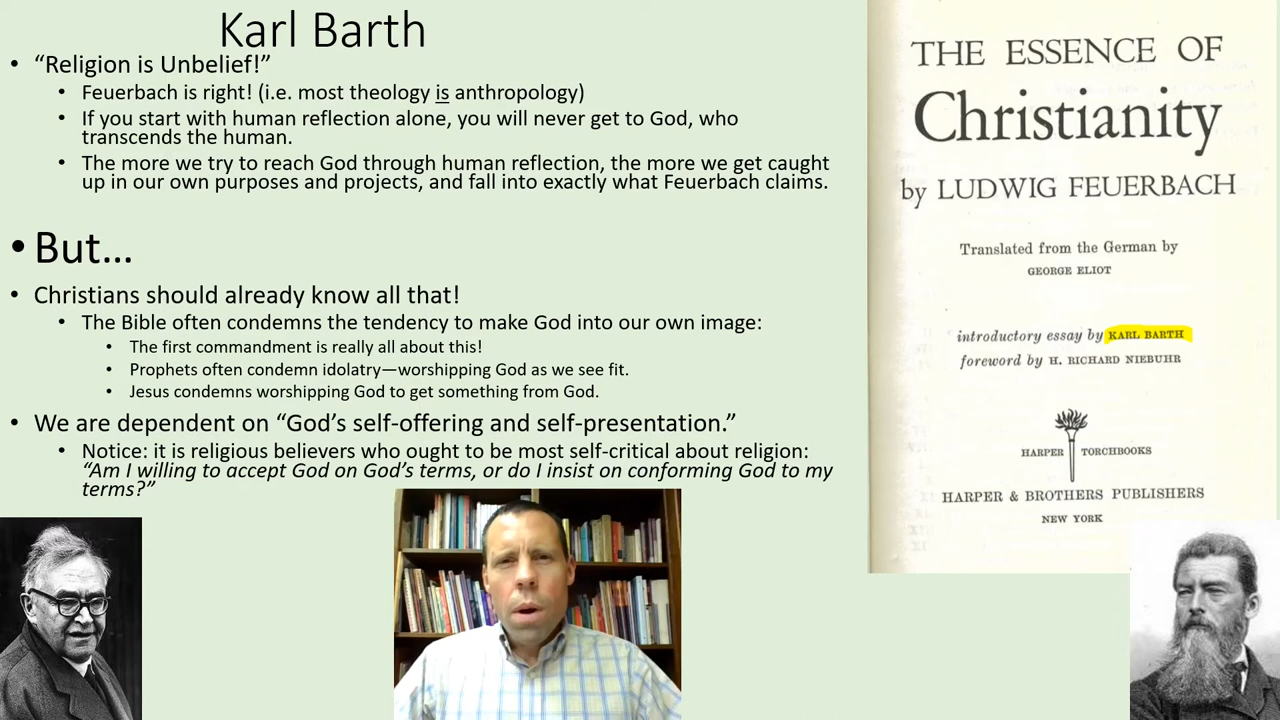 Karl Barth
• “Religion is Unbelief!”
• Feuerbach is right! (i.e. most theology is anthropology)
• If you start with human reflection alone, you will never get to God, who
transcends the human.
• The more we try to reach God through human reflection, the more we get caught
up in our own purposes and projects, and fall into exactly what Feuerbach claims.
• But…
• Christians should already know all that!
• The Bible often condemns the tendency to make God into our own image:
• The first commandment is really all about this!
• Prophets often condemn idolatry—worshipping God as we see fit.
• Jesus condemns worshipping God to get something from God.
• We are dependent on “God’s self-offering and self-presentation.”
• Notice: it is religious believers who ought to be most self-critical about religion:
“Am I willing to accept God on God’s terms, or do I insist on conforming God to my
terms?”
THE ESSENCE OF
Christianity
by LUDWIG FEUERBACH
Translated from the German by
GEORGE ELIOT
introductory essay by KARL BARTH
foreword by H. RICHARD NIEBUHR
HARPER TORCHBOOKS
HARPER & BROTHERS PUBLISHERS
NEW YORK